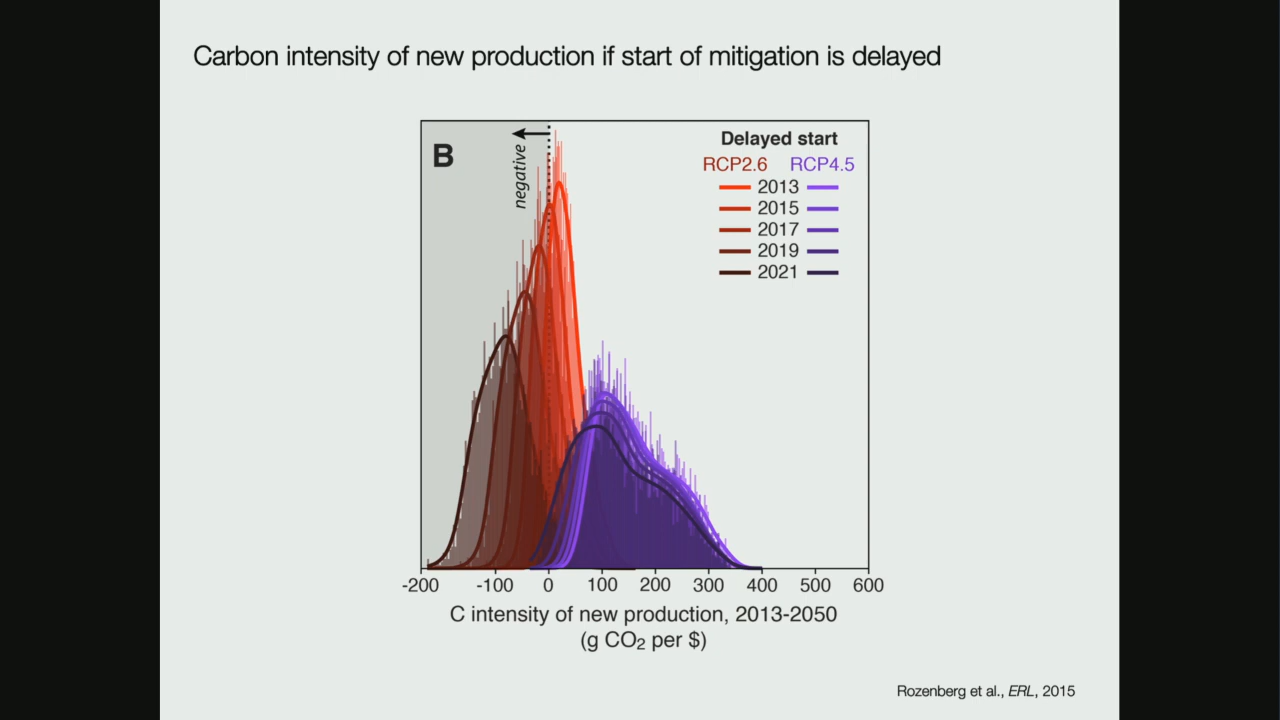 Carbon intensity of new production if start of mitigation is delayed
B
negative
Delayed start
RCP2.6 RCP4.5
2013
2015
2017
2019
2021
-200 -100 0 100 200 300 400 500 600
C intensity of new production, 2013-2050
(g CO₂ per $)
Rozenberg et al., ERL, 2015